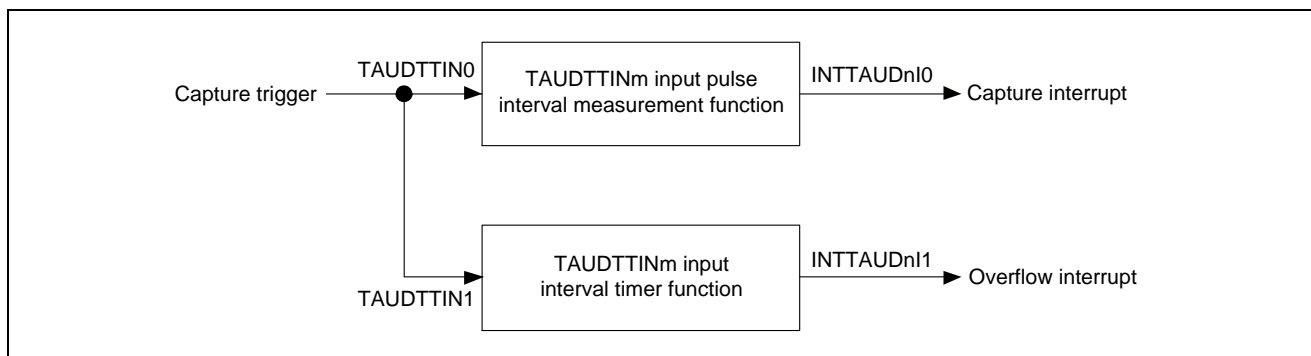 TAUDTTIN0
Capture trigger
TAUDTTINm input pulse
interval measurement function
INTTAUDnI0
Capture interrupt
TAUDTTIN1
TAUDTTINm input
interval timer function
INTTAUDnI1
Overflow interrupt